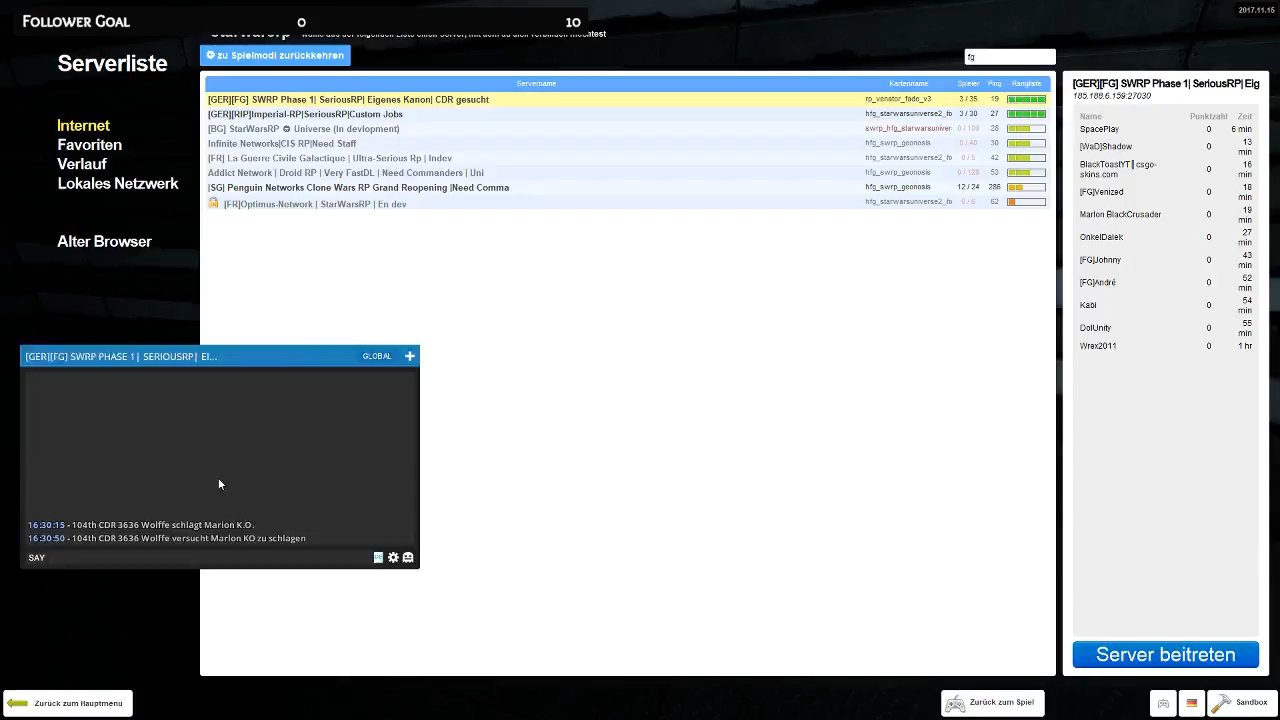 FOLLOWER GOAL 0 10
2017.11.15
Serverliste
zu Spielmodi zurückkehren
fg
Internet
Favoriten
Verlauf
Lokales Netzwerk
Alter Browser
Servername Kartenname Spieler Ping Rangliste
[GER][FG] SWRP Phase 1| SeriousRP| Eigenes Kanon| CDR gesucht rp_venator_fade_v3 3 / 35 19
[GER][RIP]Imperial-RP|SeriousRP|Custom Jobs hfg_starwarsuniverse2_fo 3 / 30 27
[BG] StarWarsRP ✪ Universe (In devlopment) swrp_hfg_starwarsuniver 0 / 100 28
Infinite Networks|CIS RP|Need Staff hfg_swrp_geonosis 0 / 40 30
[FR] La Guerre Civile Galactique | Ultra-Serious Rp | Indev hfg_starwarsuniverse2_fo 0 / 5 42
Addict Network | Droid RP | Very FastDL | Need Commanders | Uni hfg_swrp_geonosis 0 / 128 53
|SG| Penguin Networks Clone Wars RP Grand Reopening |Need Comma hfg_swrp_geonosis 12 / 24 286
[FR]Optimus-Network | StarWarsRP | En dev hfg_starwarsuniverse2_fo 0 / 6 62
[GER][FG] SWRP Phase 1| SeriousRP| Eig
185.188.6.159:27030
Name Punktzahl Zeit
SpacePlay 0 6 min
[WaD]Shadow 0 13 min
BlackToastYT║csgo-skins.com 0 16 min
[FG]Venized 0 18 min
Marlon BlackCrusader 0 19 min
OnkelDalek 0 27 min
[FG]Johnny 0 43 min
[FG]André 0 52 min
Kabi 0 54 min
DolUnity 0 55 min
Wrex2011 0 1 hr
[GER][FG] SWRP PHASE 1| SERIOUSRP| EI... GLOBAL +
16:30:15 - 104th CDR 3636 Wolffe schlägt Marlon K.O.
16:30:50 - 104th CDR 3636 Wolffe versucht Marlon KO zu schlagen
SAY
Server beitreten
Zurück zum Hauptmenü
Zurück zum Spiel
Sandbox